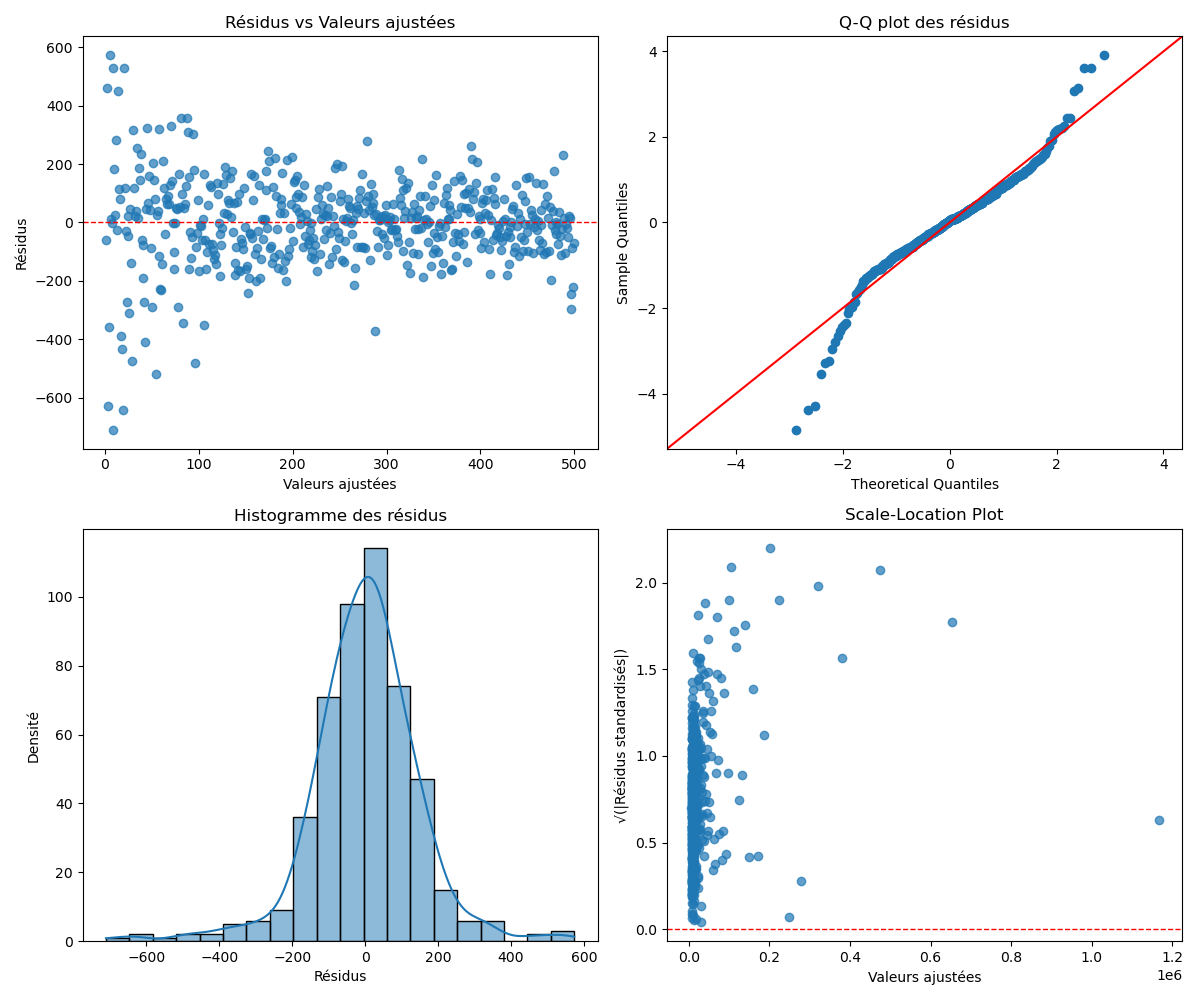 Résidus vs Valeurs ajustées
600
400
200
0
−200
−400
−600
Résidus
0 100 200 300 400 500
Valeurs ajustées
Q-Q plot des résidus
4
2
0
−2
−4
Sample Quantiles
−4 −2 0 2 4
Theoretical Quantiles
Histogramme des résidus
100
80
60
40
20
0
Densité
−600 −400 −200 0 200 400 600
Résidus
Scale-Location Plot
2.0
1.5
1.0
0.5
0.0
√(|Résidus standardisés|)
0.0 0.2 0.4 0.6 0.8 1.0 1.2
1e6
Valeurs ajustées